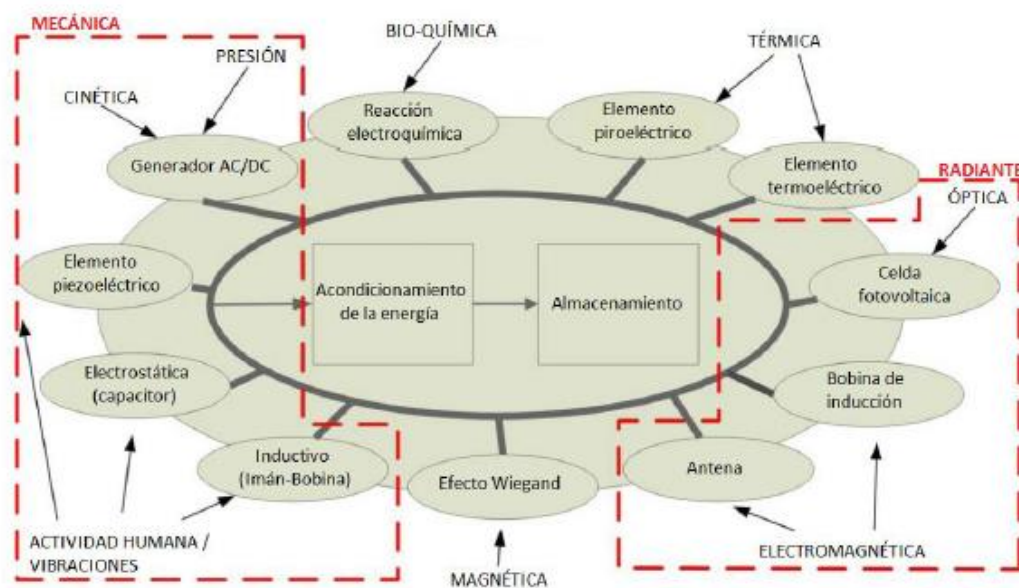 MECÁNICA
BIO-QUÍMICA
TÉRMICA
PRESIÓN
CINÉTICA
Reacción
electroquímica
Elemento
piroeléctrico
Generador AC/DC
Elemento
termoeléctrico
RADIANTE
ÓPTICA
Elemento
piezoeléctrico
Acondicionamiento
de la energía
Almacenamiento
Celda
fotovoltaica
Electrostática
(capacitor)
Bobina de
inducción
Inductivo
(Imán-Bobina)
Efecto Wiegand
Antena
ACTIVIDAD HUMANA /
VIBRACIONES
MAGNÉTICA
ELECTROMAGNÉTICA